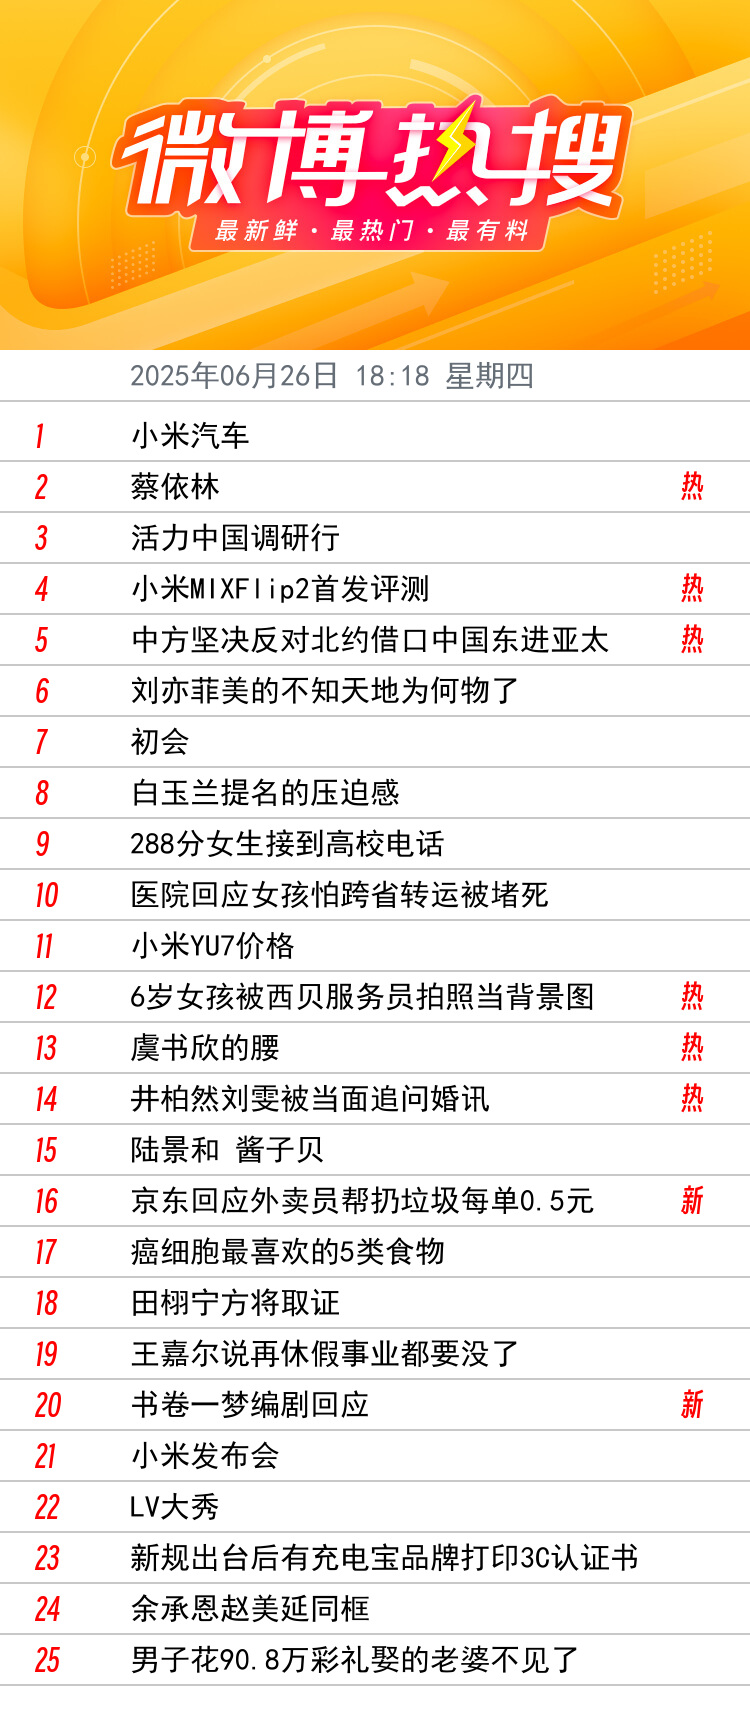 微博热搜
最新鲜·最热门·最有料
2025年06月26日 18:18 星期四
1 小米汽车
2 蔡依林 热
3 活力中国调研行
4 小米MIXFlip2首发评测 热
5 中方坚决反对北约借口中国东进亚太 热
6 刘亦菲美的不知天地为何物了
7 初会
8 白玉兰提名的压迫感
9 288分女生接到高校电话
10 医院回应女孩怕跨省转运被堵死
11 小米YU7价格
12 6岁女孩被西贝服务员拍照当背景图 热
13 虞书欣的腰 热
14 井柏然刘雯被当面追问婚讯 热
15 陆景和 酱子贝
16 京东回应外卖员帮扔垃圾每单0.5元 新
17 癌细胞最喜欢的5类食物
18 田栩宁方将取证
19 王嘉尔说再休假事业都要没了
20 书卷一梦编剧回应 新
21 小米发布会
22 LV大秀
23 新规出台后有充电宝品牌打印3C认证书
24 余承恩赵美延同框
25 男子花90.8万彩礼娶的老婆不见了